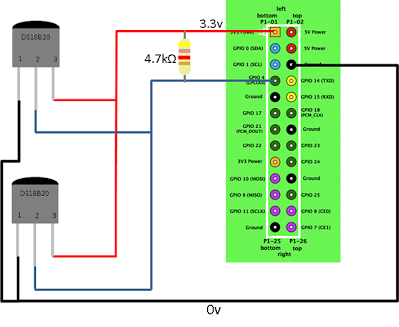 left
bottom top
P1-01 P1-02
3.3v
3V3 Power 5V Power
DS18B20
GPIO 0 (SDA) 5V Power
4.7kΩ
GPIO 1 (SCL) Ground
1 2 3
GPIO 4 GPIO 14 (TXD)
(GPCLK0)
Ground GPIO 15 (RXD)
GPIO 17 GPIO 18
(PCM_CLK)
GPIO 21 Ground
(PCM_DOUT)
GPIO 22 GPIO 23
3V3 Power GPIO 24
DS18B20
GPIO 10 (MOSI) Ground
GPIO 9 (MISO) GPIO 25
1 2 3
GPIO 11 (SCLK) GPIO 8 (CE0)
Ground GPIO 7 (CE1)
P1-25 P1-26
bottom top
right
0v